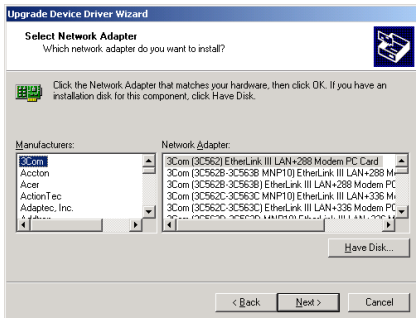 Upgrade Device Driver Wizard
Select Network Adapter
Which network adapter do you want to install?
Click the Network Adapter that matches your hardware, then click OK. If you have an
installation disk for this component, click Have Disk.
Manufacturers:
3Com
Accton
Acer
ActionTec
Adaptec, Inc.
Network Adapter:
3Com (3C562) EtherLink III LAN+288 Modem PC Card
3Com (3C562B-3C563B MNP10) EtherLink III LAN+288 M
3Com (3C562B-3C563B) EtherLink III LAN+288 Modem PC
3Com (3C562C-3C563C MNP10) EtherLink III LAN+336 M
3Com (3C562C-3C563C) EtherLink III LAN+336 Modem PC
Have Disk...
< Back
Next >
Cancel